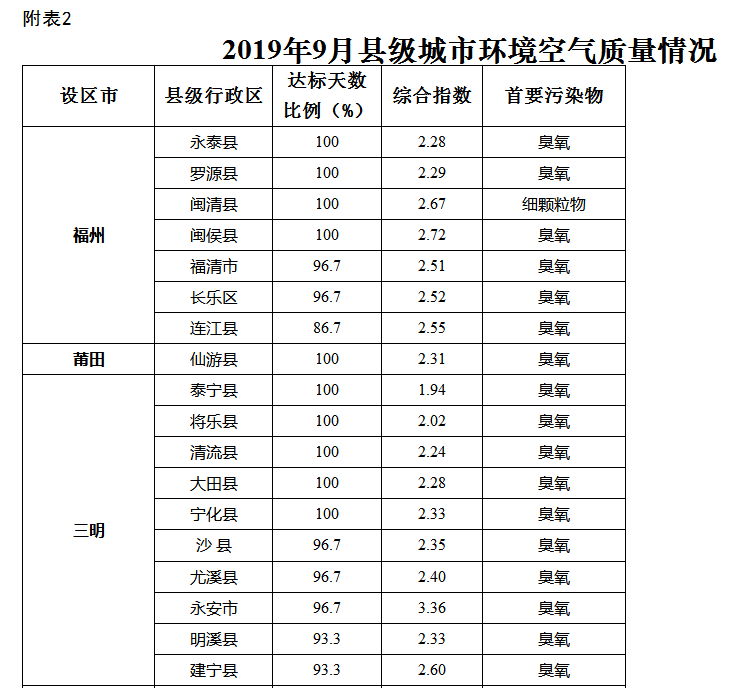 附表2
2019年9月县级城市环境空气质量情况
设区市 县级行政区 达标天数比例（%） 综合指数 首要污染物
福州 永泰县 100 2.28 臭氧
罗源县 100 2.29 臭氧
闽清县 100 2.67 细颗粒物
闽侯县 100 2.72 臭氧
福清市 96.7 2.51 臭氧
长乐区 96.7 2.52 臭氧
连江县 86.7 2.55 臭氧
莆田 仙游县 100 2.31 臭氧
三明 泰宁县 100 1.94 臭氧
将乐县 100 2.02 臭氧
清流县 100 2.24 臭氧
大田县 100 2.28 臭氧
宁化县 100 2.33 臭氧
沙 县 96.7 2.35 臭氧
尤溪县 96.7 2.40 臭氧
永安市 96.7 3.36 臭氧
明溪县 93.3 2.33 臭氧
建宁县 93.3 2.60 臭氧